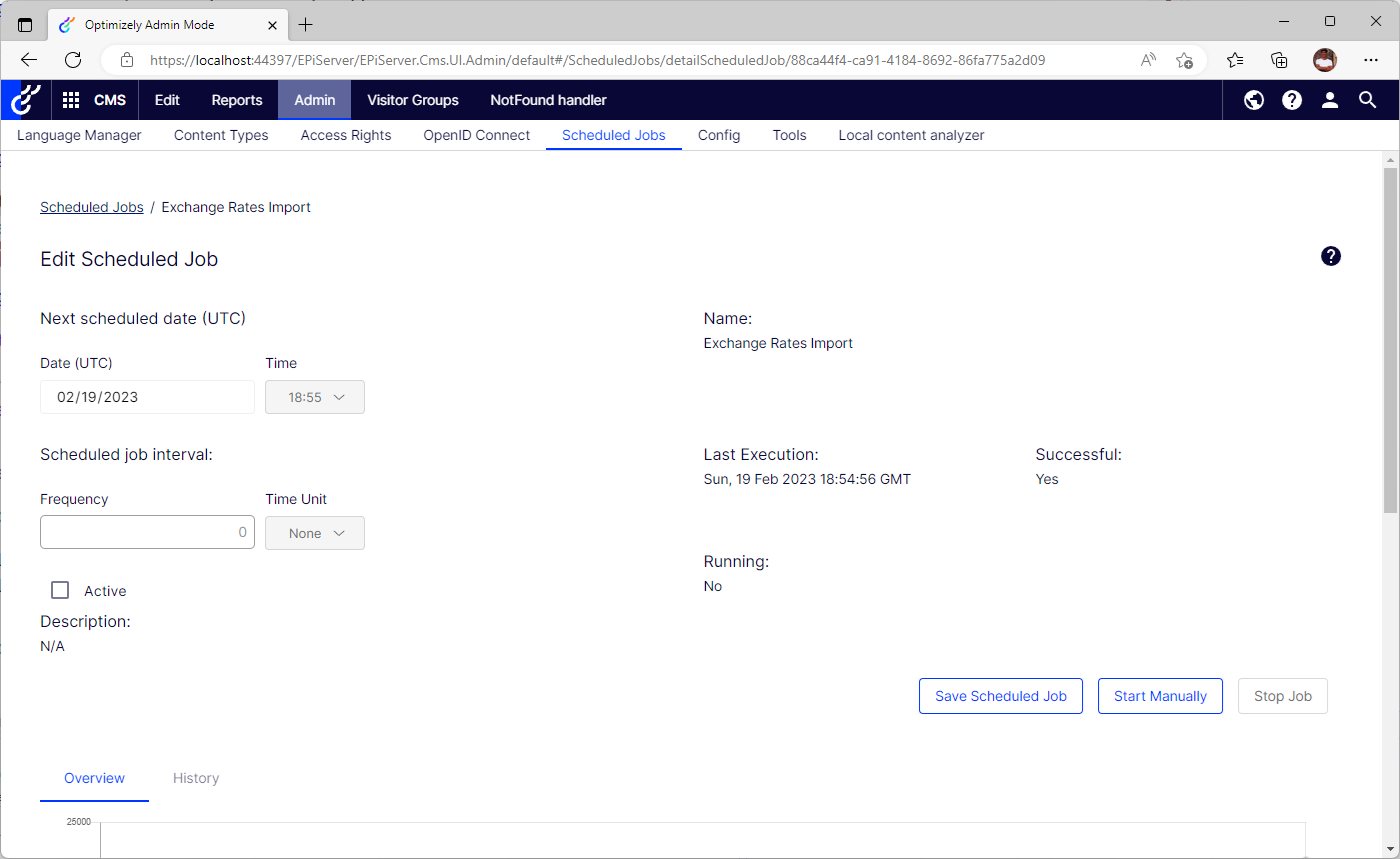 Optimizely Admin Mode
https://localhost:44397/EPiServer/EPiServer.Cms.UI.Admin/default#/ScheduledJobs/detailScheduledJob/88ca44f4-ca91-4184-8692-86fa775a2d09
CMS Edit Reports Admin Visitor Groups NotFound handler
Language Manager Content Types Access Rights OpenID Connect Scheduled Jobs Config Tools Local content analyzer
Scheduled Jobs / Exchange Rates Import
Edit Scheduled Job
Next scheduled date (UTC)
Name:
Exchange Rates Import
Date (UTC) Time
02/19/2023 18:55
Scheduled job interval:
Last Execution: Successful:
Sun, 19 Feb 2023 18:54:56 GMT Yes
Frequency Time Unit
0 None
Running:
No
Active
Description:
N/A
Save Scheduled Job Start Manually Stop Job
Overview History
25000